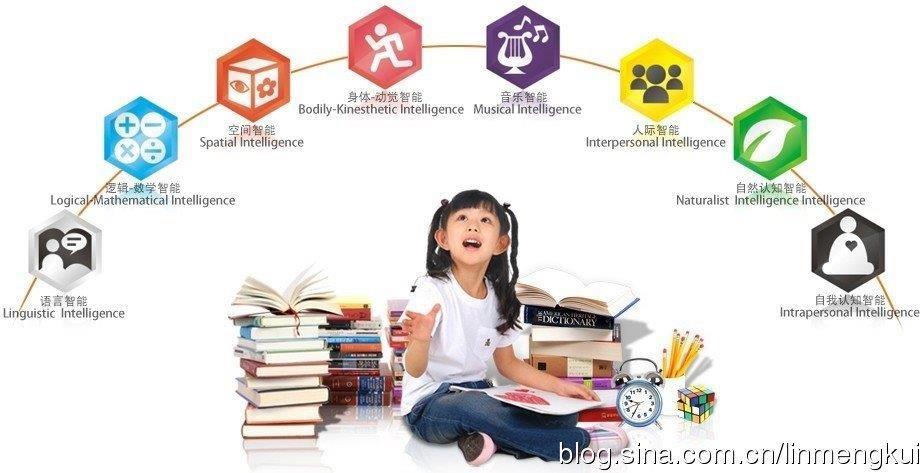 语言智能
Linguistic Intelligence
逻辑-数学智能
Logical-Mathematical Intelligence
空间智能
Spatial Intelligence
身体-动觉智能
Bodily-Kinesthetic Intelligence
音乐智能
Musical Intelligence
人际智能
Interpersonal Intelligence
自然认知智能
Naturalist Intelligence Intelligence
自我认知智能
Intrapersonal Intelligence
AMERICAN HERITAGE
DICTIONARY
blog.sina.com.cn/linmengkui